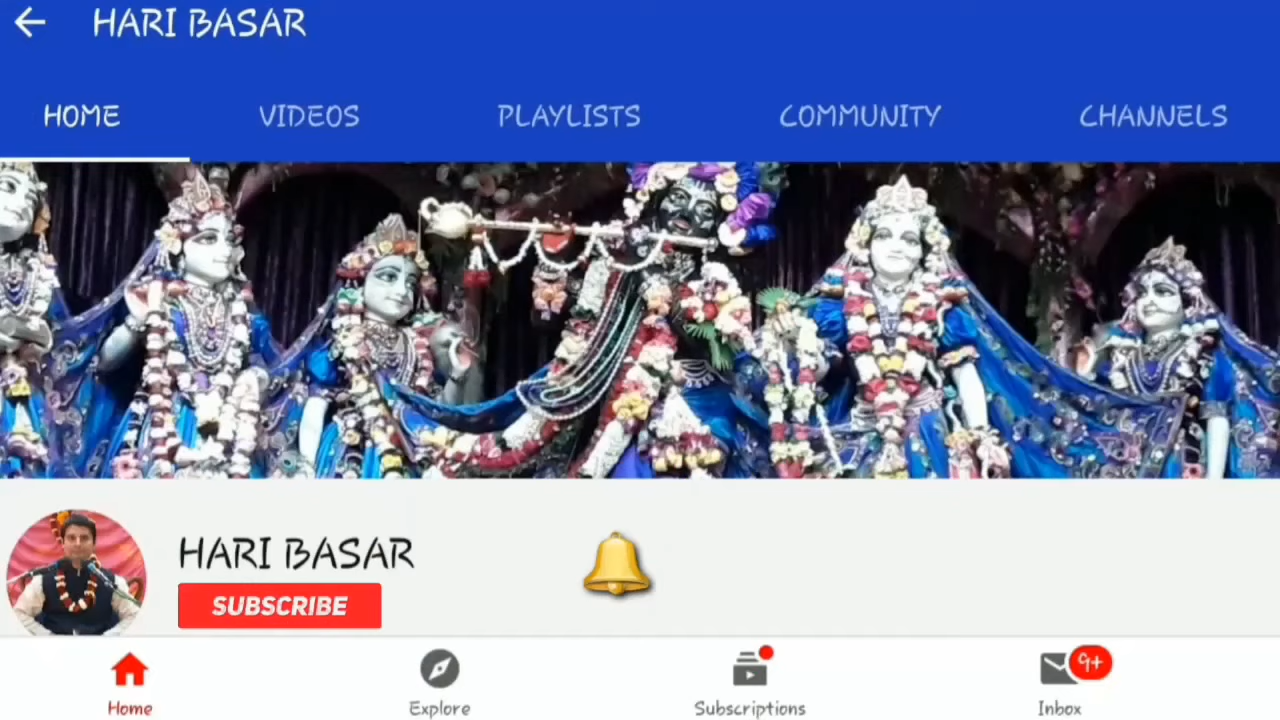 HARI BASAR
HOME VIDEOS PLAYLISTS COMMUNITY CHANNELS
HARI BASAR
SUBSCRIBE
9+
Home Explore Subscriptions Inbox